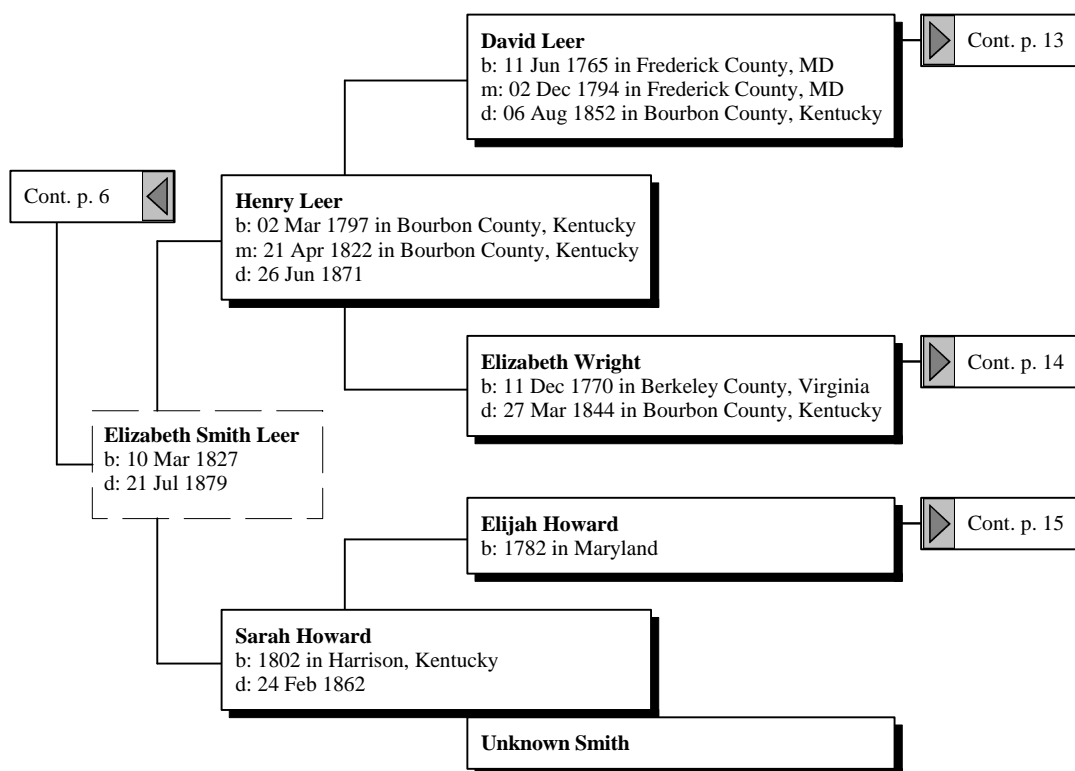 David Leer
b: 11 Jun 1765 in Frederick County, MD
m: 02 Dec 1794 in Frederick County, MD
d: 06 Aug 1852 in Bourbon County, Kentucky
Cont. p. 13
Cont. p. 6
Henry Leer
b: 02 Mar 1797 in Bourbon County, Kentucky
m: 21 Apr 1822 in Bourbon County, Kentucky
d: 26 Jun 1871
Elizabeth Wright
b: 11 Dec 1770 in Berkeley County, Virginia
d: 27 Mar 1844 in Bourbon County, Kentucky
Cont. p. 14
Elizabeth Smith Leer
b: 10 Mar 1827
d: 21 Jul 1879
Elijah Howard
b: 1782 in Maryland
Cont. p. 15
Sarah Howard
b: 1802 in Harrison, Kentucky
d: 24 Feb 1862
Unknown Smith